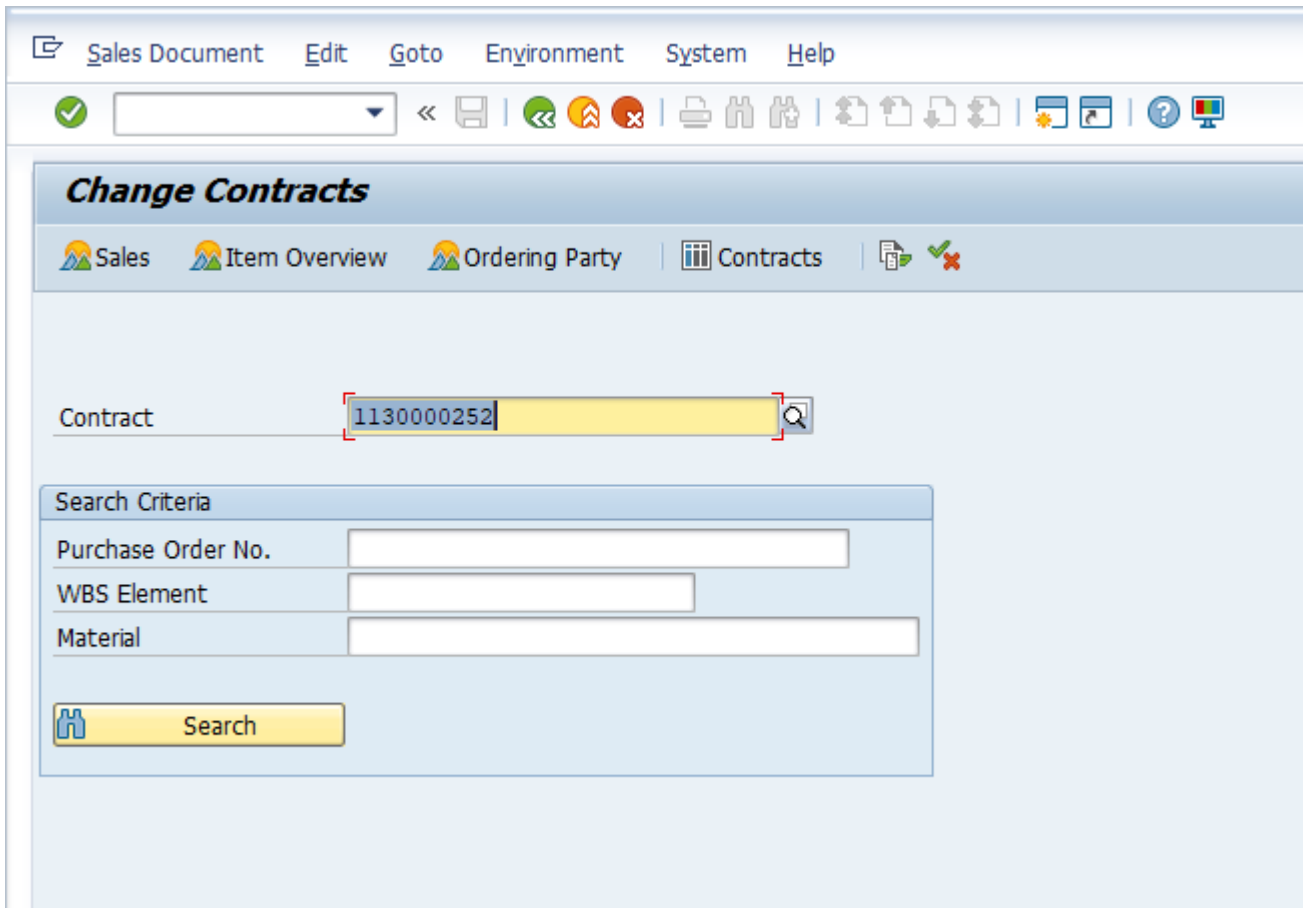 Sales Document Edit Goto Environment System Help
Change Contracts
Sales Item Overview Ordering Party Contracts
Contract 1130000252
Search Criteria
Purchase Order No.
WBS Element
Material
Search